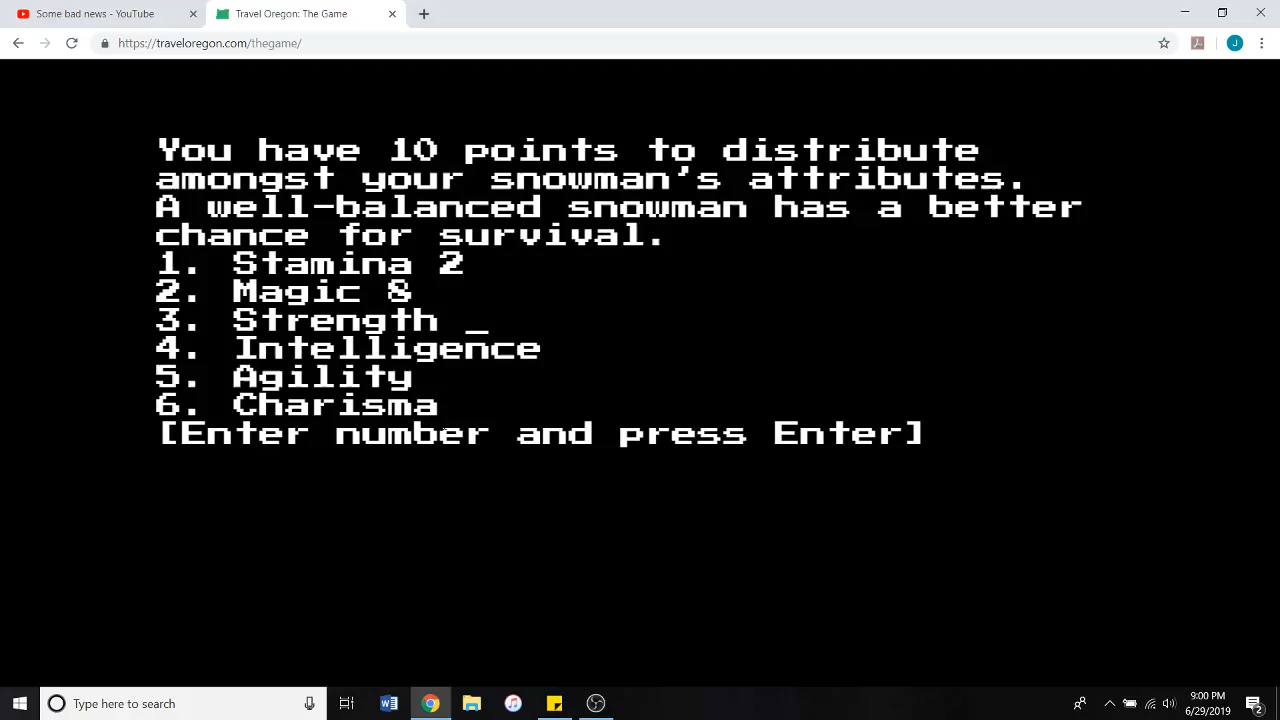 Some bad news - YouTube
Travel Oregon: The Game
https://traveloregon.com/thegame/
J
You have 10 points to distribute
amongst your snowman's attributes.
A well-balanced snowman has a better
chance for survival.
1. Stamina 2
2. Magic 8
3. Strength _
4. Intelligence
5. Agility
6. Charisma
[Enter number and press Enter]
Type here to search
9:00 PM
6/29/2019
2